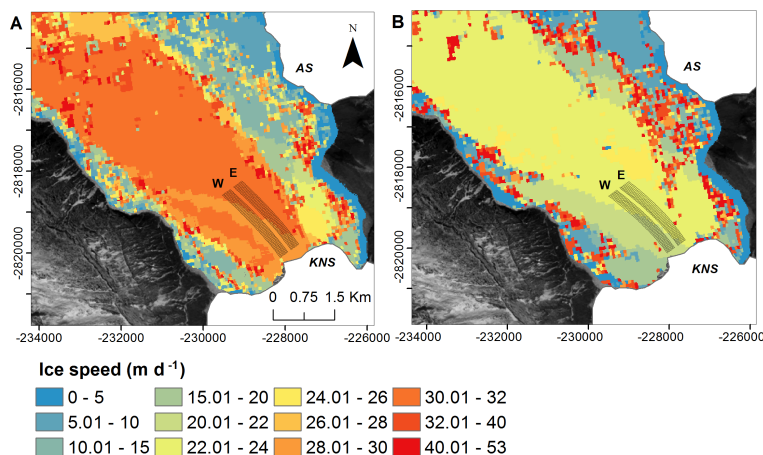 A
N
AS
E
W
KNS
0 0.75 1.5 Km
-2816000
-2818000
-2820000
-234000 -232000 -230000 -228000 -226000
B
AS
E
W
KNS
-2816000
-2818000
-2820000
-234000 -232000 -230000 -228000 -226000
Ice speed (m d -1)
0 - 5 15.01 - 20 24.01 - 26 30.01 - 32
5.01 - 10 20.01 - 22 26.01 - 28 32.01 - 40
10.01 - 15 22.01 - 24 28.01 - 30 40.01 - 53